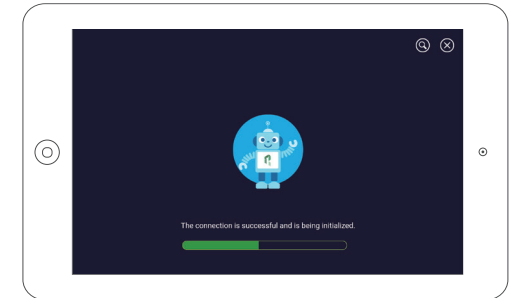 The connection is successful and is being initialized.